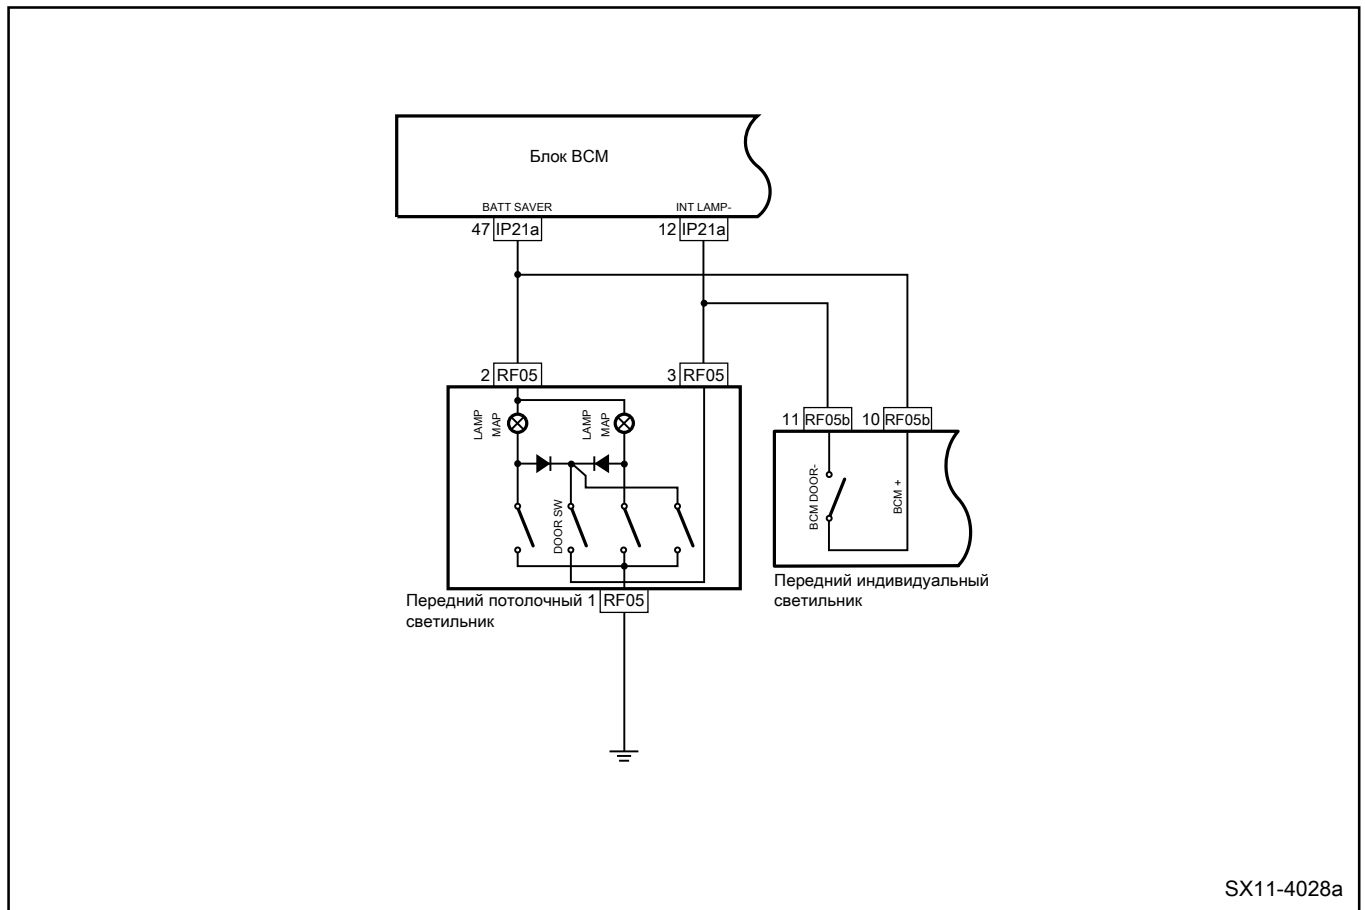 Блок BCM
BATT SAVER
INT LAMP-
47 IP21a
12 IP21a
2 RF05
3 RF05
LAMP
MAP
LAMP
MAP
DOOR SW
11 RF05b
10 RF05b
BCM DOOR-
BCM +
Передний потолочный
светильник
1 RF05
Передний индивидуальный
светильник
SX11-4028a